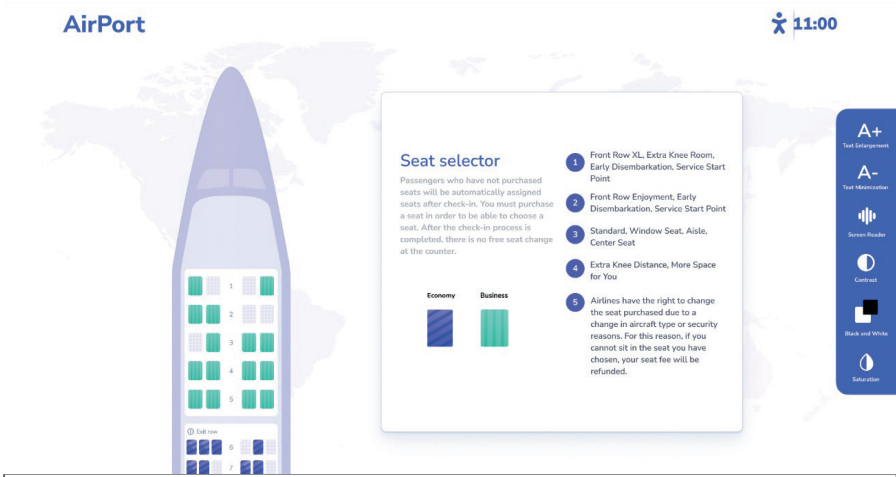 AirPort
11:00
Seat selector
Passengers who have not purchased
seats will be automatically assigned
seats after check-in. You must purchase
a seat in order to be able to choose a
seat. After the check-in process is
completed, there is no free seat change
at the counter.
Economy
Business
1
Front Row XL, Extra Knee Room,
Early Disembarkation, Service Start
Point
2
Front Row Enjoyment, Early
Disembarkation, Service Start Point
3
Standard, Window Seat, Aisle,
Center Seat
4
Extra Knee Distance, More Space
for You
5
Airlines have the right to change
the seat purchased due to a
change in aircraft type or security
reasons. For this reason, if you
cannot sit in the seat you have
chosen, your seat fee will be
refunded.
1
2
3
4
5
Exit row
6
7
A+
Text Enlargement
A-
Text Minimization
Screen Reader
Contrast
Black and White
Saturation